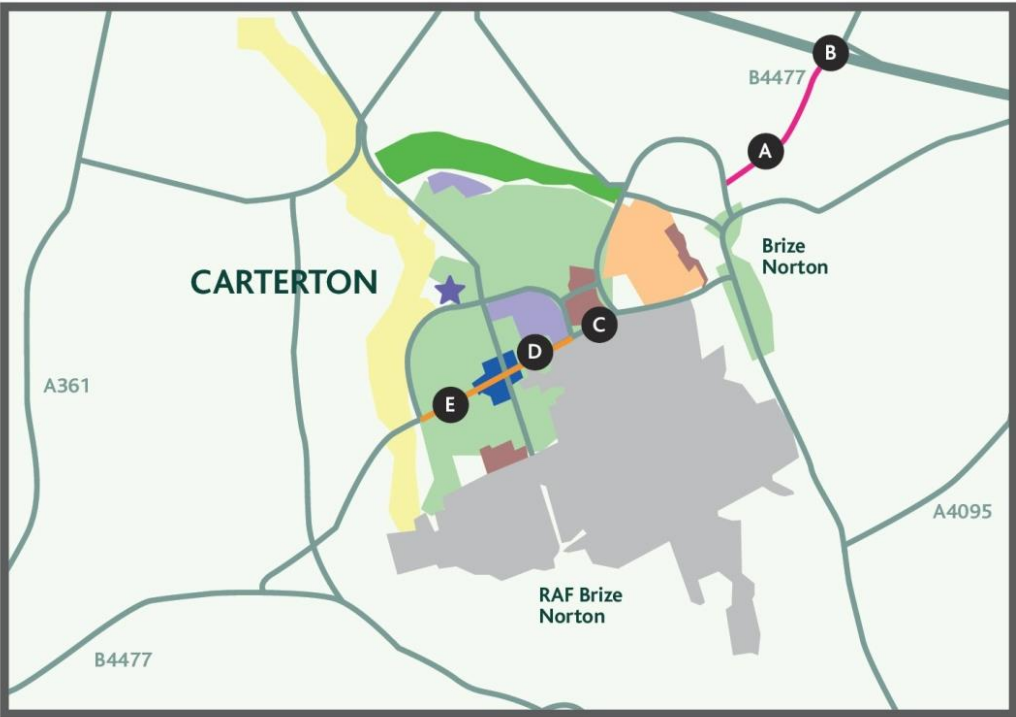 B
B4477
A
Brize
Norton
CARTERTON
C
D
A361
E
A4095
RAF Brize
Norton
B4477